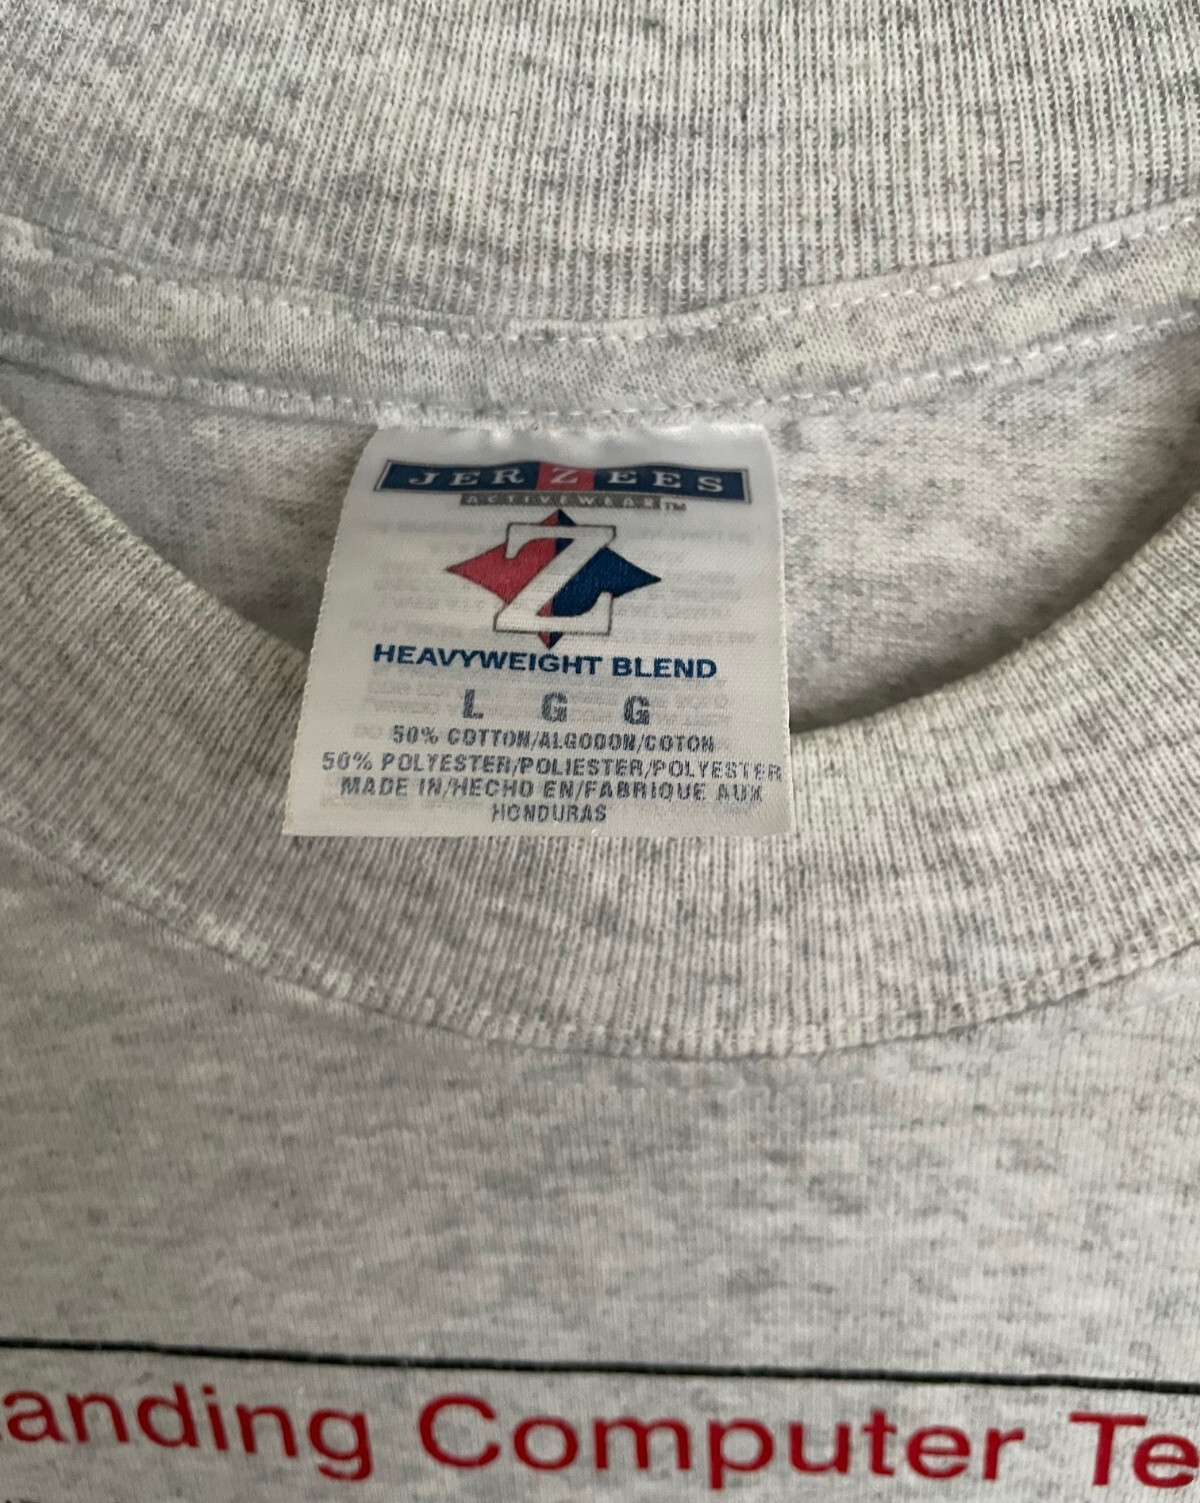 JERZEES
ACTIVEWEAR™
Z
HEAVYWEIGHT BLEND
L G G
50% COTTON/ALGODON/COTON
50% POLYESTER/POLIESTER/POLYESTER
MADE IN/HECHO EN/FABRIQUE AUX
HONDURAS
anding Computer Te